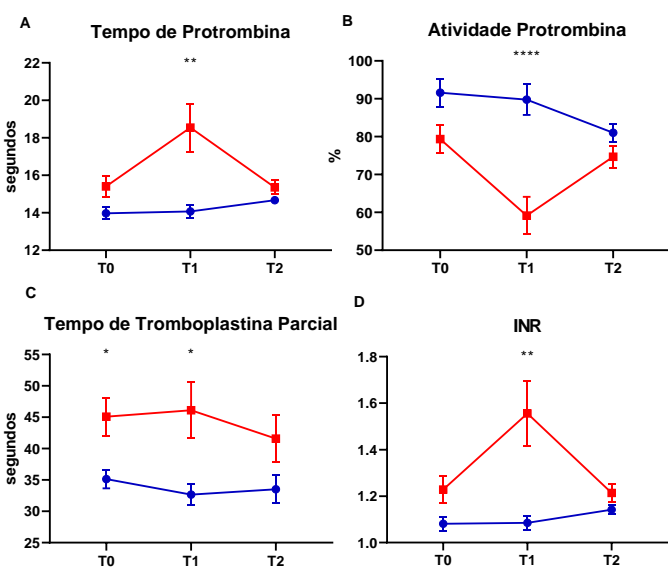 A
Tempo de Protrombina
**
segundos
22
20
18
16
14
12
T0
T1
T2
B
Atividade Protrombina
****
%
100
90
80
70
60
50
T0
T1
T2
C
Tempo de Tromboplastina Parcial
*
*
segundos
55
50
45
40
35
30
25
T0
T1
T2
D
INR
**
1.8
1.6
1.4
1.2
1.0
T0
T1
T2